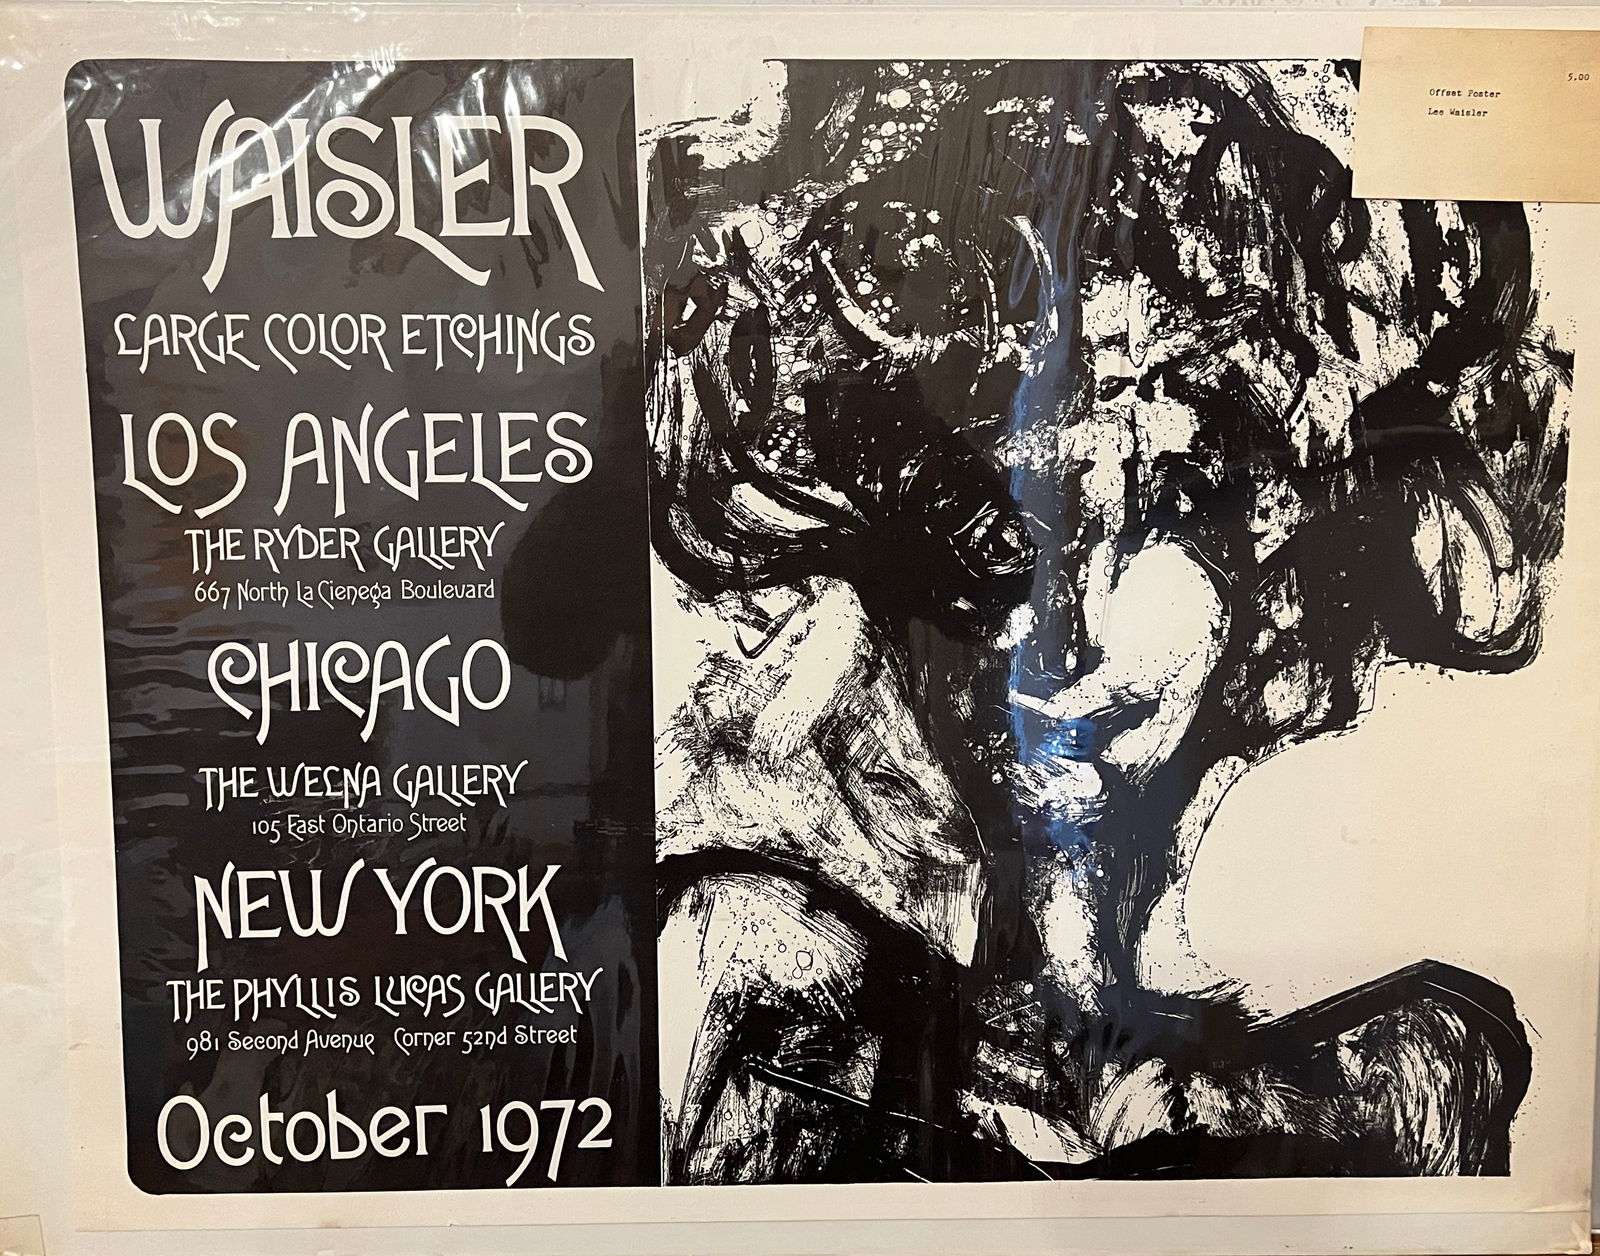 WAISLER
LARGE COLOR ETCHINGS
LOS ANGELES
THE RYDER GALLERY
667 North La Cienega Boulevard
CHICAGO
THE WELNA GALLERY
105 East Ontario Street
NEW YORK
THE PHYLLIS LUCAS GALLERY
981 Second Avenue Corner 52nd Street
October 1972
5.00
Offset Poster
Lee Waisler